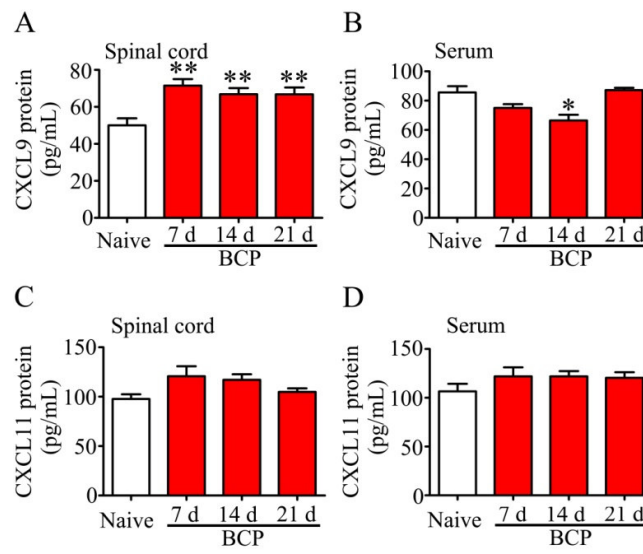 A
Spinal cord
CXCL9 protein
(pg/mL)
80
60
40
20
0
**
**
**
Naive
7 d
14 d
21 d
BCP
B
Serum
CXCL9 protein
(pg/mL)
100
80
60
40
20
0
*
Naive
7 d
14 d
21 d
BCP
C
Spinal cord
CXCL11 protein
(pg/mL)
150
100
50
0
Naive
7 d
14 d
21 d
BCP
D
Serum
CXCL11 protein
(pg/mL)
150
100
50
0
Naive
7 d
14 d
21 d
BCP